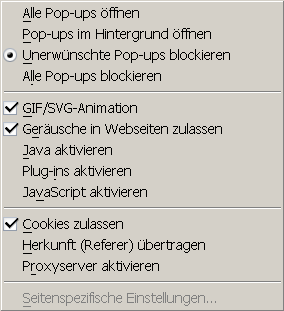 Alle Pop-ups öffnen
Pop-ups im Hintergrund öffnen
Unerwünschte Pop-ups blockieren
Alle Pop-ups blockieren
GIF/SVG-Animation
Geräusche in Webseiten zulassen
Java aktivieren
Plug-ins aktivieren
JavaScript aktivieren
Cookies zulassen
Herkunft (Referer) übertragen
Proxyserver aktivieren
Seitenspezifische Einstellungen...